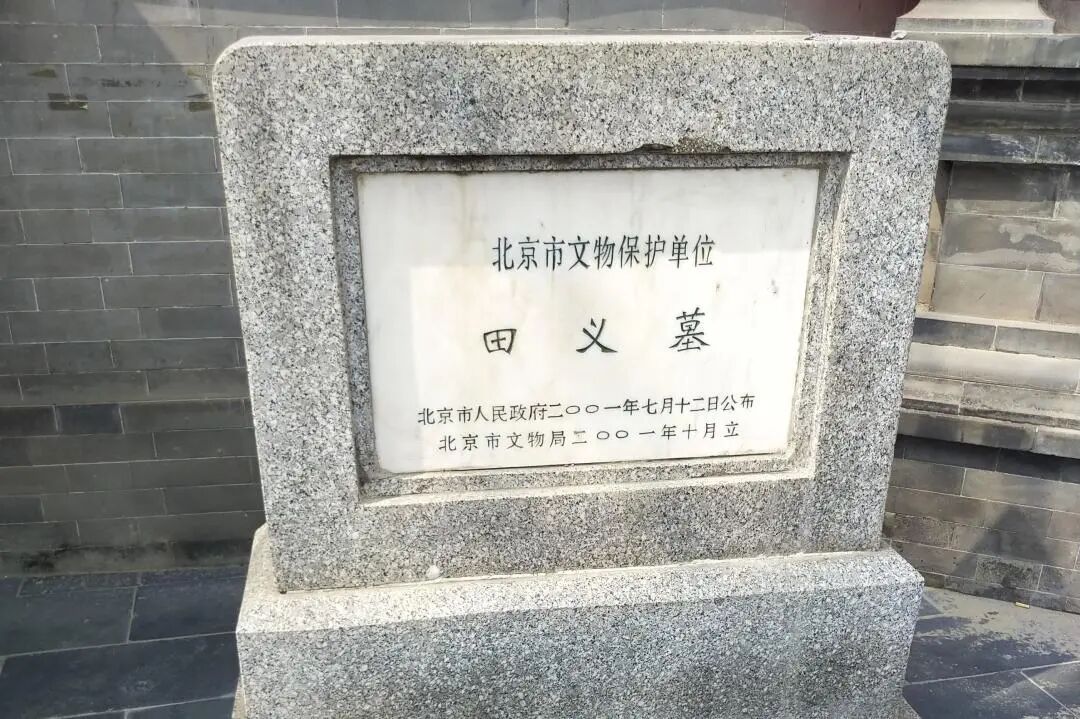 北京市文物保护单位
田义墓
北京市人民政府二〇〇一年七月十二日公布
北京市文物局二〇〇一年十月立